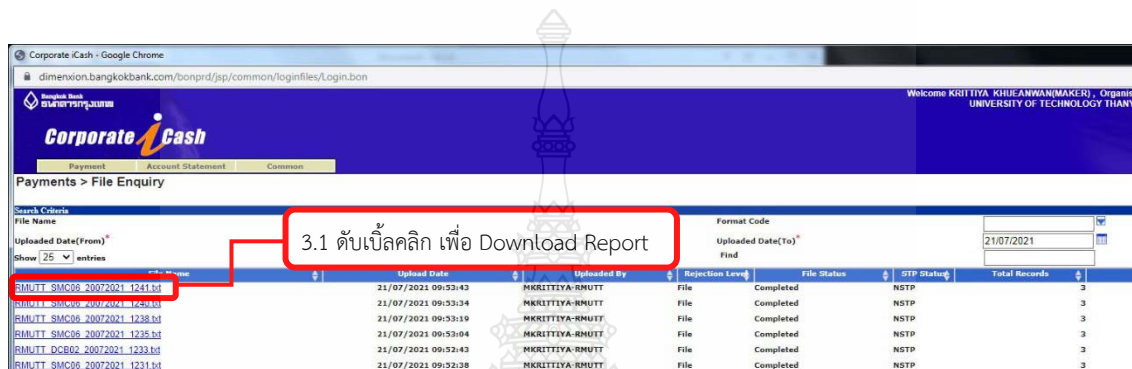 Corporate iCash - Google Chrome
dimenxion.bangkokbank.com/bonprd/jsp/common/loginfiles/Login.bon
Bangkok Bank
ธนาคารกรุงเทพ
Welcome KRITTIYA KHUEANWAN(MAKER) , Organis
UNIVERSITY OF TECHNOLOGY THANY
Corporate iCash
Payment Account Statement Common
Payments > File Enquiry
Search Criteria
File Name Format Code
3.1 ดับเบิ้ลคลิก เพื่อ Download Report
Uploaded Date(From)* Uploaded Date(To)* 21/07/2021
Show 25 entries Find
File Name Upload Date Uploaded By Rejection Level File Status STP Status Total Records
RMUTT_SMC06_20072021_1241.txt 21/07/2021 09:53:43 MKRITTIYA-RMUTT File Completed NSTP 3
RMUTT_SMC06_20072021_1240.txt 21/07/2021 09:53:34 MKRITTIYA-RMUTT File Completed NSTP 3
RMUTT_SMC06_20072021_1238.txt 21/07/2021 09:53:19 MKRITTIYA-RMUTT File Completed NSTP 3
RMUTT_SMC06_20072021_1235.txt 21/07/2021 09:53:04 MKRITTIYA-RMUTT File Completed NSTP 3
RMUTT_DCB02_20072021_1233.txt 21/07/2021 09:52:43 MKRITTIYA-RMUTT File Completed NSTP 3
RMUTT_SMC06_20072021_1231.txt 21/07/2021 09:52:38 MKRITTIYA-RMUTT File Completed NSTP 3